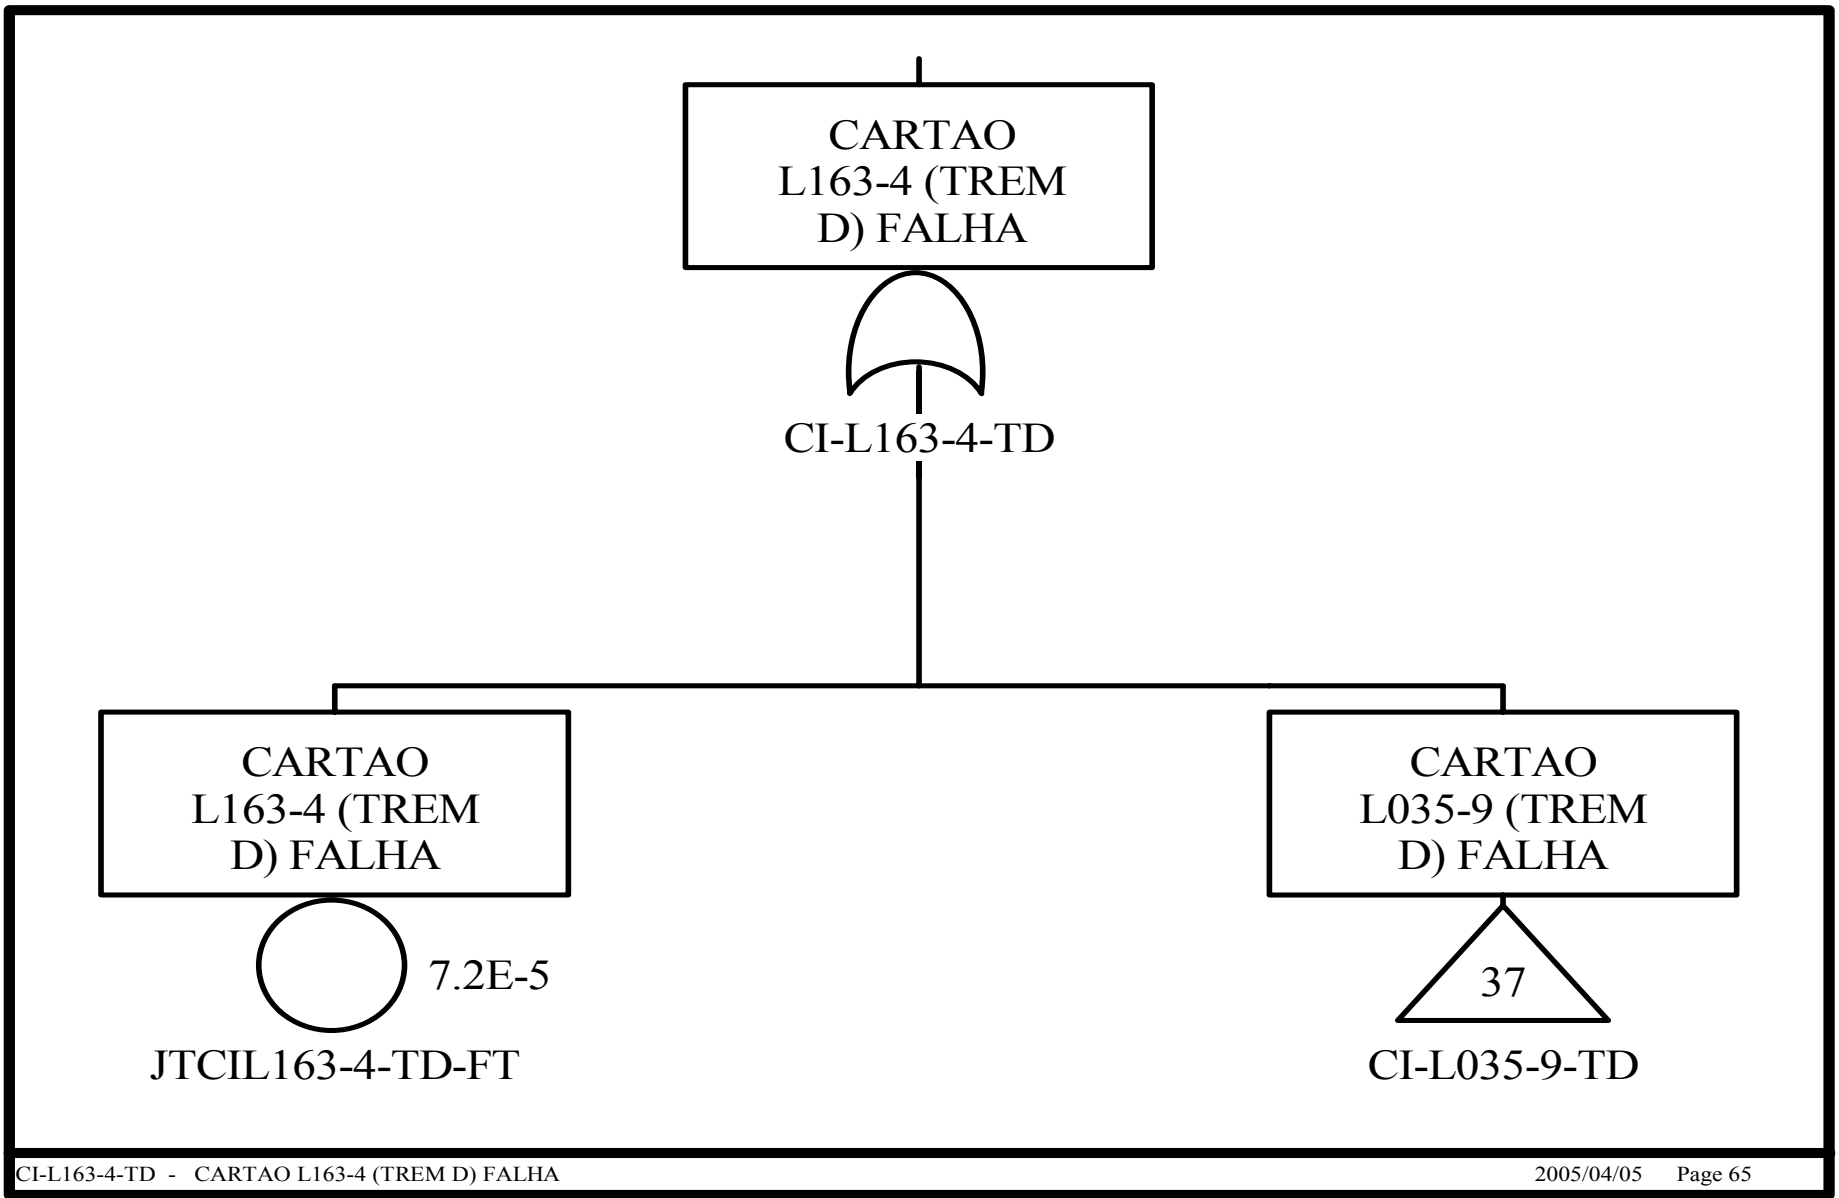 CARTAO
L163-4 (TREM
D) FALHA
CI-L163-4-TD
CARTAO
L163-4 (TREM
D) FALHA
7.2E-5
JTCIL163-4-TD-FT
CARTAO
L035-9 (TREM
D) FALHA
37
CI-L035-9-TD
CI-L163-4-TD - CARTAO L163-4 (TREM D) FALHA
2005/04/05 Page 65